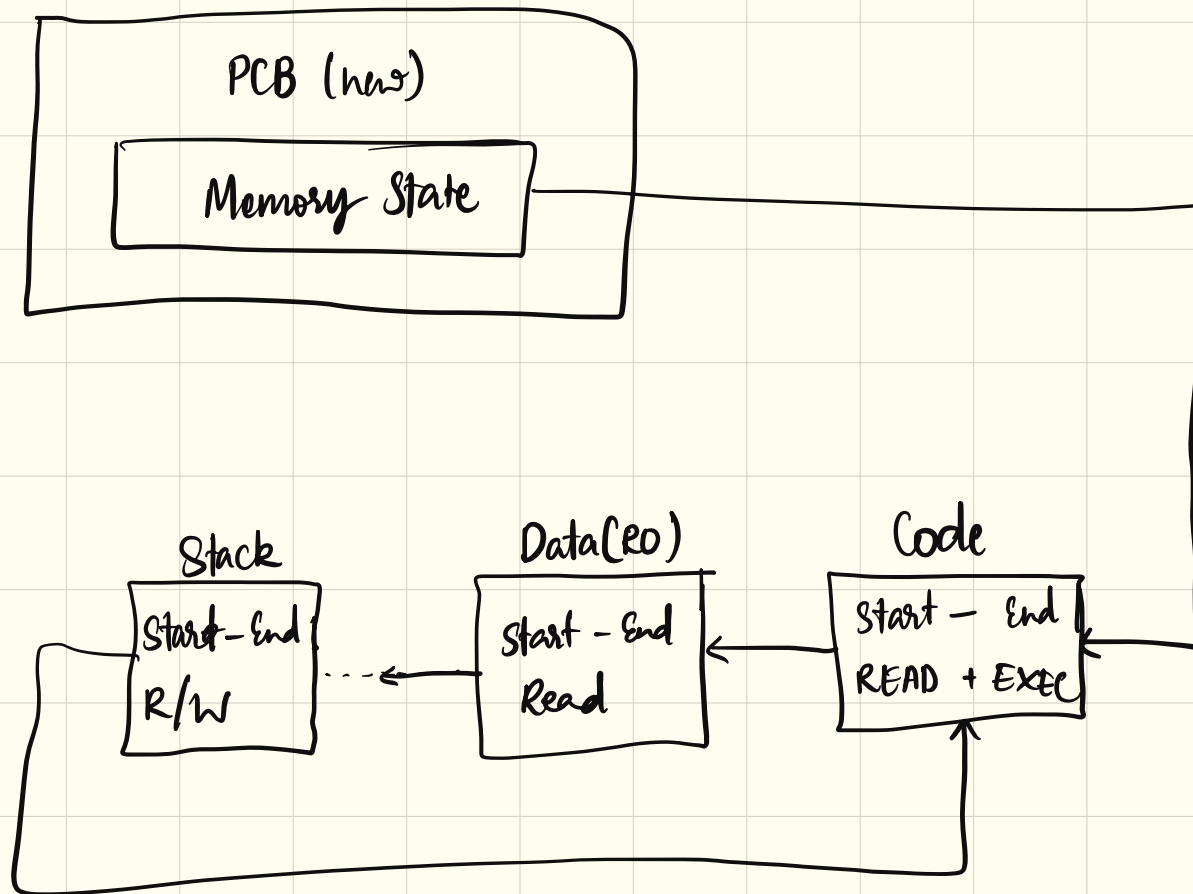 PCB (new)
Memory State
Stack
Start - End
R/W
Data(RO)
Start - End
Read
Code
Start - End
READ + EXEC